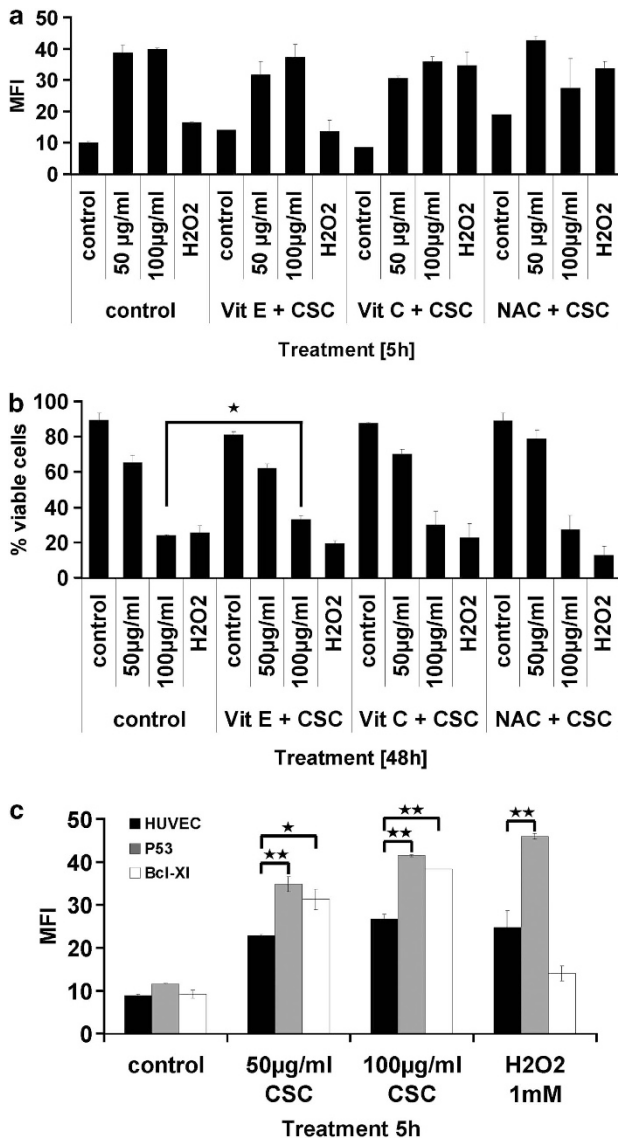 a
MFI
50
40
30
20
10
0
control 50 µg/ml 100µg/ml H2O2 control 50 µg/ml 100µg/ml H2O2 control 50 µg/ml 100µg/ml H2O2 control 50 µg/ml 100µg/ml H2O2
control Vit E + CSC Vit C + CSC NAC + CSC
Treatment [5h]
b
% viable cells
100
80
60
40
20
0
★
control 50µg/ml 100µg/ml H2O2 control 50µg/ml 100µg/ml H2O2 control 50µg/ml 100µg/ml H2O2 control 50µg/ml 100µg/ml H2O2
control Vit E + CSC Vit C + CSC NAC + CSC
Treatment [48h]
c
MFI
50
40
30
20
10
0
HUVEC
P53
Bcl-Xl
★
★★
★★
★★
★★
control 50µg/ml 100µg/ml H2O2
CSC CSC 1mM
Treatment 5h